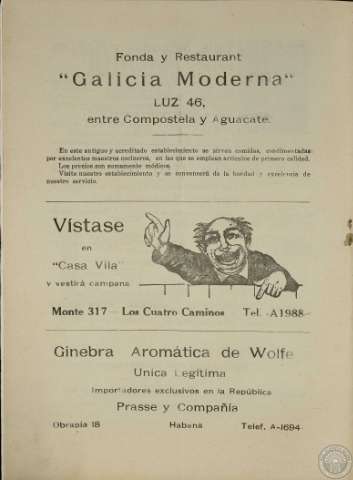 Fonda y Restaurant
"Galicia Moderna"
LUZ 46,
entre Compostela y Aguacate.
En este antiguo y acreditado establecimiento se sirven comidas, condimentadas
por excelentes maestros cocineros, en las que se emplean artículos de primera calidad.
Los precios son sumamente módicos.
Visite nuestro establecimiento y se convencerá de la bondad y excelencia de
nuestro servicio.
Vístase
en
"Casa Vila"
y vestirá campana
Monte 317 - Los Cuatro Caminos Tel. A1988
Ginebra Aromática de Wolfe
Unica Legítima
Importadores exclusivos en la República
Prasse y Compañía
Obrapia 18 Habana Telef. A-1694